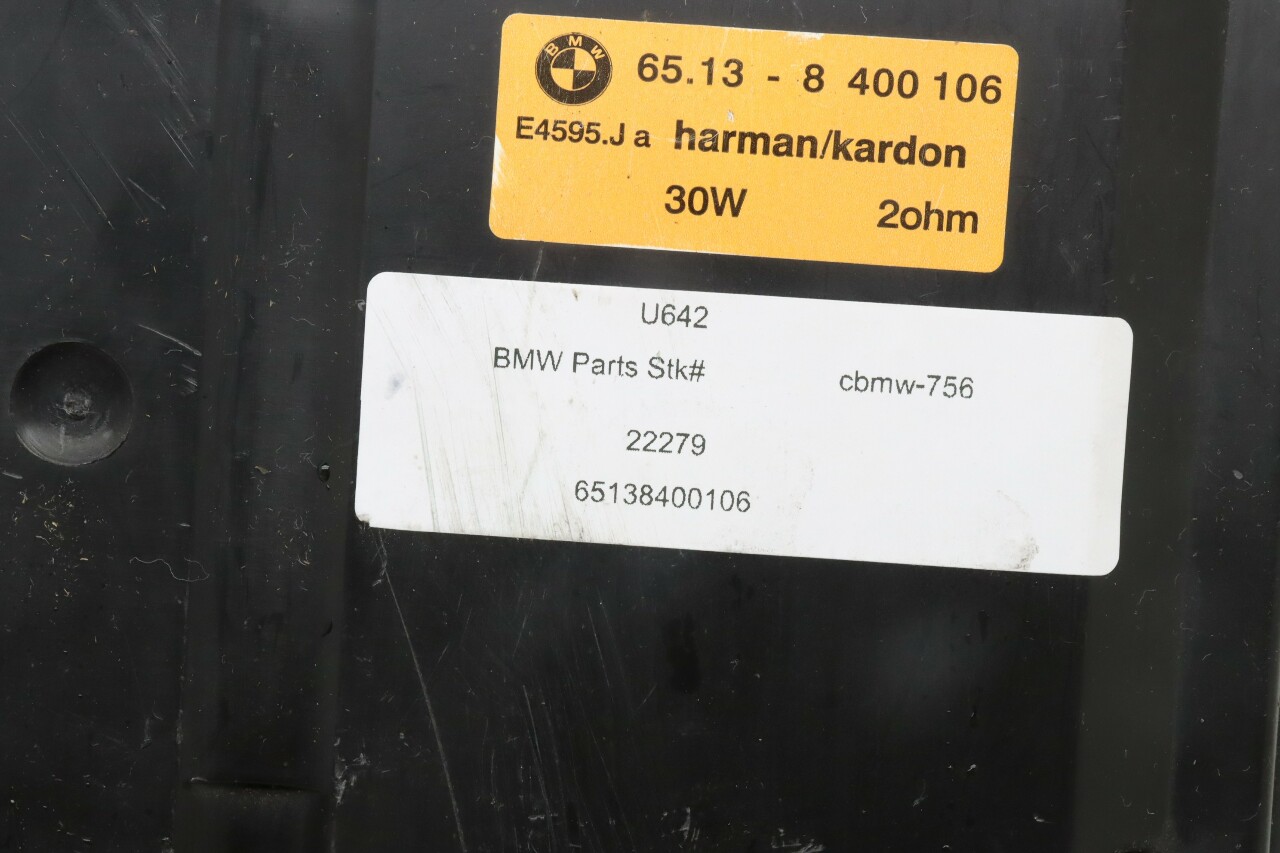 BMW 65.13 - 8 400 106
E4595.J a harman/kardon
30W 2ohm
U642
BMW Parts Stk# cbmw-756
22279
65138400106